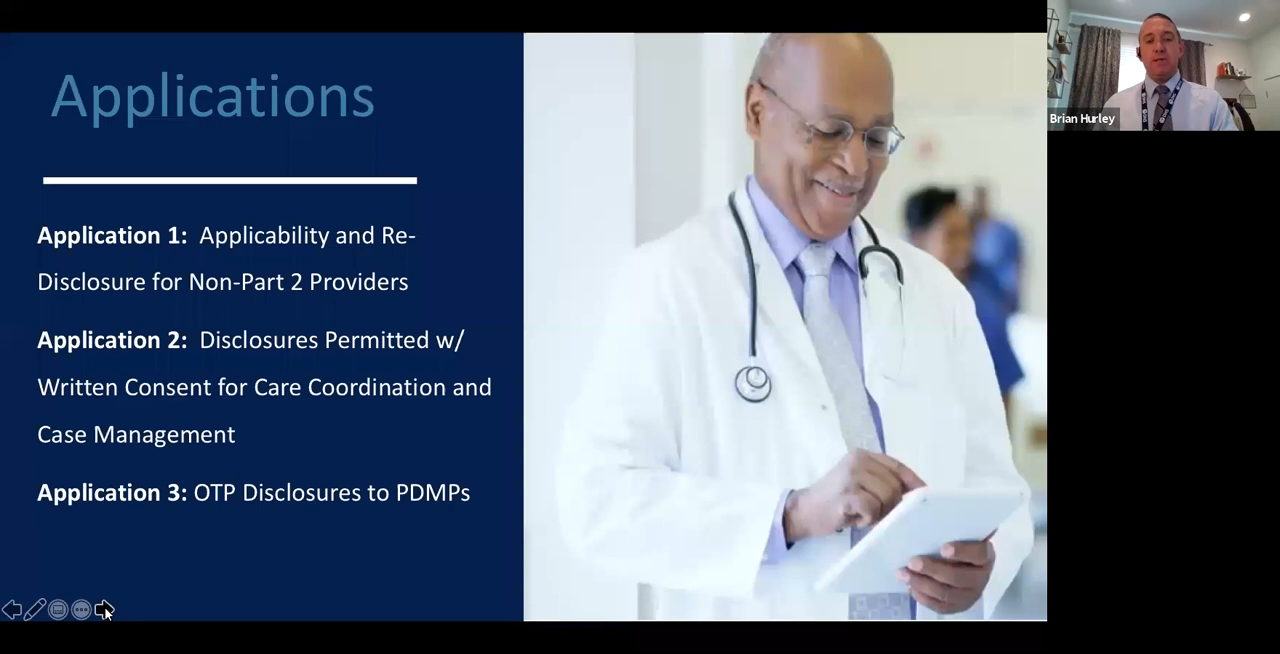 Applications
Application 1: Applicability and Re-
Disclosure for Non-Part 2 Providers
Application 2: Disclosures Permitted w/
Written Consent for Care Coordination and
Case Management
Application 3: OTP Disclosures to PDMPs
Brian Hurley